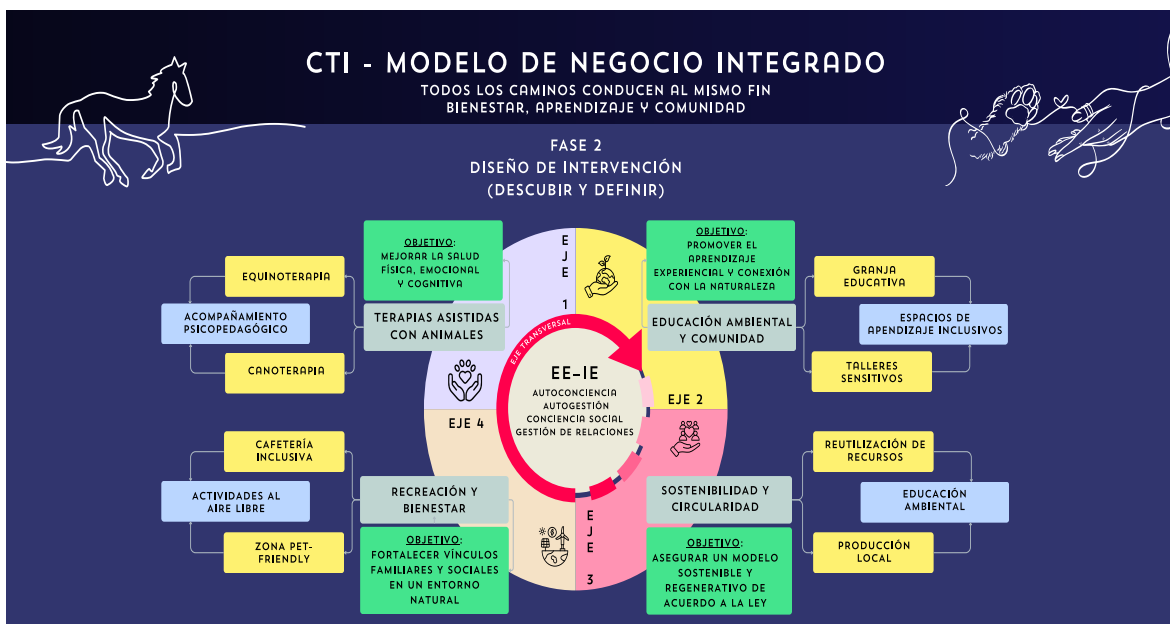 CTI - MODELO DE NEGOCIO INTEGRADO
TODOS LOS CAMINOS CONDUCEN AL MISMO FIN
BIENESTAR, APRENDIZAJE Y COMUNIDAD
FASE 2
DISEÑO DE INTERVENCIÓN
(DESCUBIR Y DEFINIR)
EQUINOTERAPIA
ACOMPAÑAMIENTO
PSICOPEDAGÓGICO
CANOTERAPIA
OBJETIVO:
MEJORAR LA SALUD
FÍSICA, EMOCIONAL
Y COGNITIVA
TERAPIAS ASISTIDAS
CON ANIMALES
EJE 1
OBJETIVO:
PROMOVER EL
APRENDIZAJE
EXPERIENCIAL Y CONEXIÓN
CON LA NATURALEZA
EDUCACIÓN AMBIENTAL
Y COMUNIDAD
GRANJA
EDUCATIVA
ESPACIOS DE
APENDIZAJE INCLUSIVOS
TALLERES
SENSITIVOS
EJE TRANSVERSAL
EE-IE
AUTOCONCIENCIA
AUTOGESTIÓN
CONCIENCIA SOCIAL
GESTIÓN DE RELACIONES
EJE 2
EJE 4
CAFETERÍA
INCLUSIVA
ACTIVIDADES AL
AIRE LIBRE
ZONA PET-
FRIENDLY
RECREACIÓN Y
BIENESTAR
OBJETIVO:
FORTALECER VÍNCULOS
FAMILIARES Y SOCIALES
EN UN ENTORNO
NATURAL
EJE 3
SOSTENIBILIDAD Y
CIRCULARIDAD
OBJETIVO:
ASEGURAR UN MODELO
SOSTENIBLE Y
REGENERATIVO DE
ACUERDO A LA LEY
REUTILIZACIÓN DE
RECURSOS
EDUCACIÓN
AMBIENTAL
PRODUCCIÓN
LOCAL